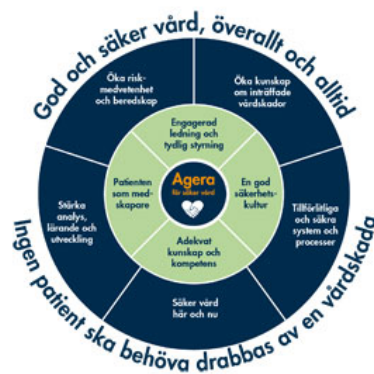 God och säker vård, överallt och alltid
Öka risk-
medvetenhet
och beredskap
Öka kunskap
om inträffade
vårdskador
Engagerad
ledning och
tydlig styrning
Patienten
som med-
skapare
Agera
för säker vård
En god
säkerhets-
kultur
Stärka
analys,
lärande och
utveckling
Tillförlitliga
och säkra
system och
processer
Adekvat
kunskap och
kompetens
Säker vård
här och nu
Ingen patient ska behöva drabbas av en vårdskada